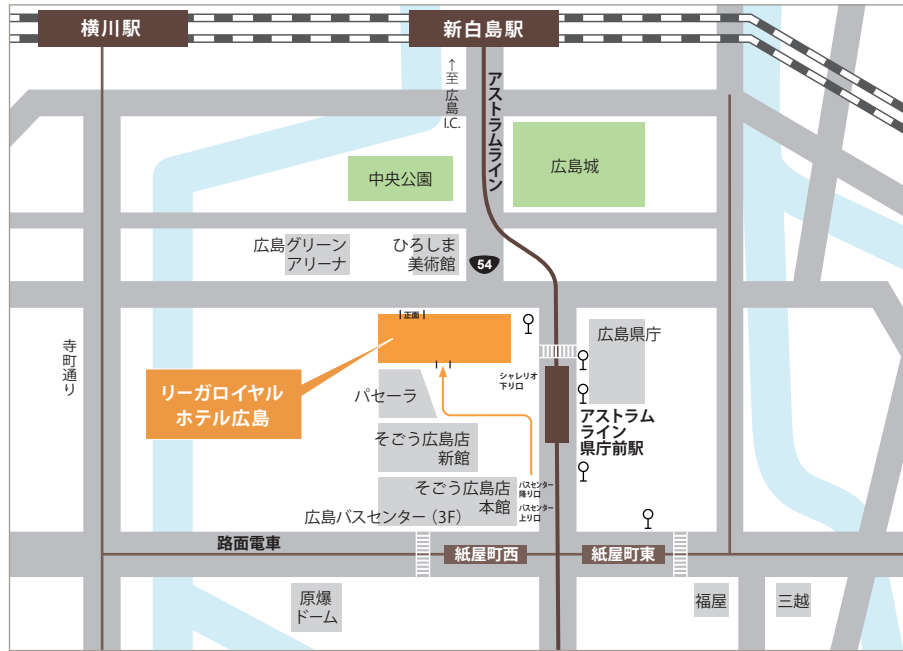 横川駅
新白島駅
↑至 広島 I.C.
アストラムライン
中央公園
広島城
広島グリーン
アリーナ
ひろしま
美術館
54
正面
広島県庁
寺町通り
シャレリオ
下り口
リーガロイヤル
ホテル広島
パセーラ
アストラム
ライン
県庁前駅
そごう広島店
新館
そごう広島店
本館
バスセンター
降り口
バスセンター
上り口
広島バスセンター（3F）
路面電車
紙屋町西
紙屋町東
原爆
ドーム
福屋
三越